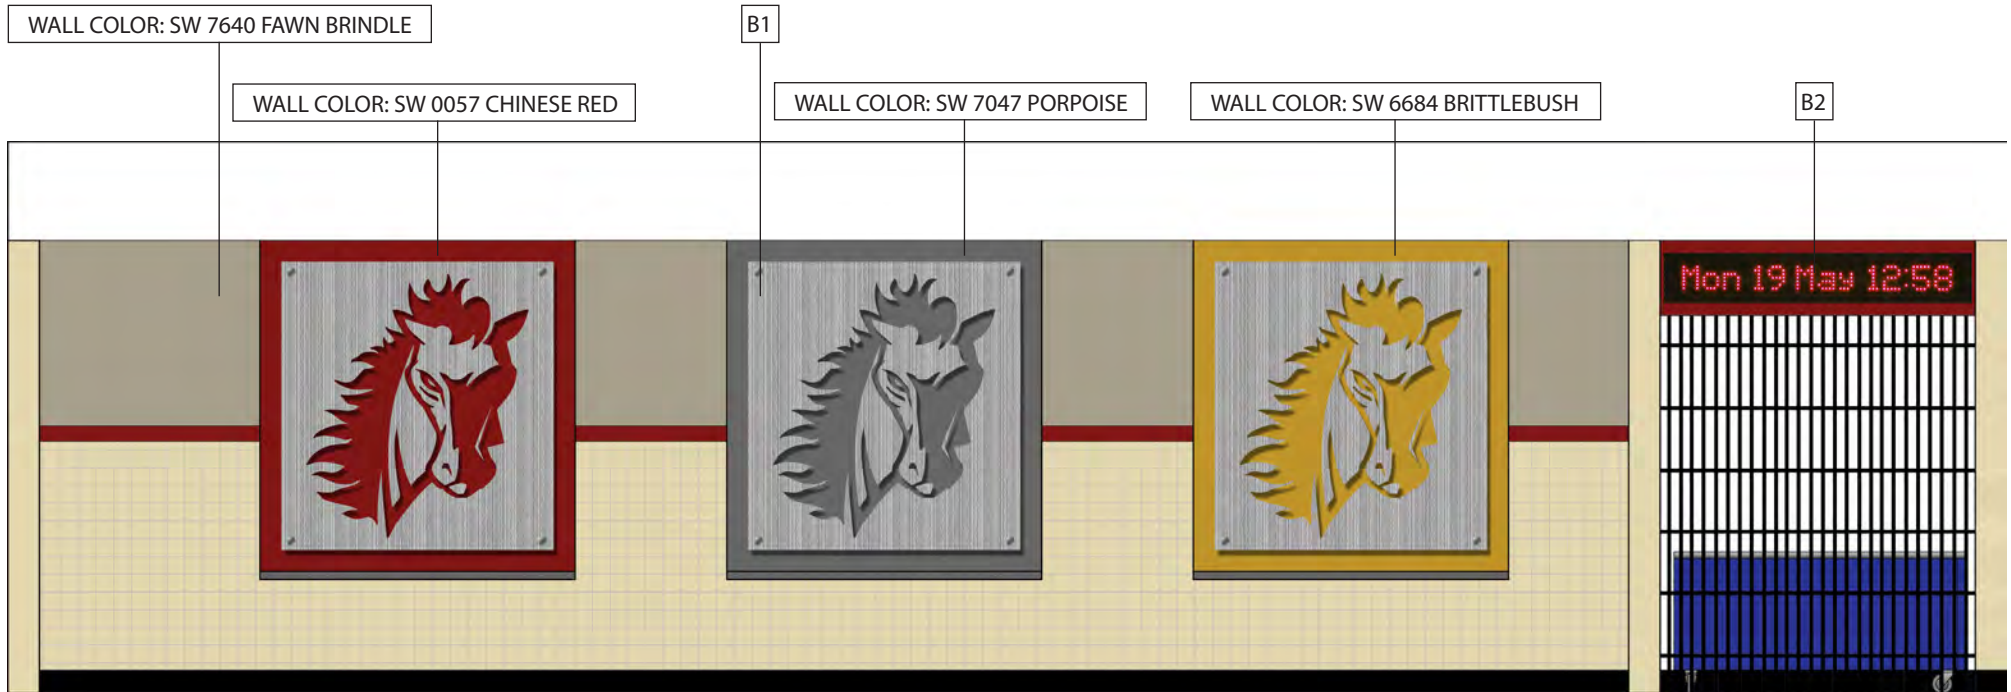 WALL COLOR: SW 7640 FAWN BRINDLE
B1
WALL COLOR: SW 0057 CHINESE RED
WALL COLOR: SW 7047 PORPOISE
WALL COLOR: SW 6684 BRITTLEBUSH
B2
Mon 19 May 12:58